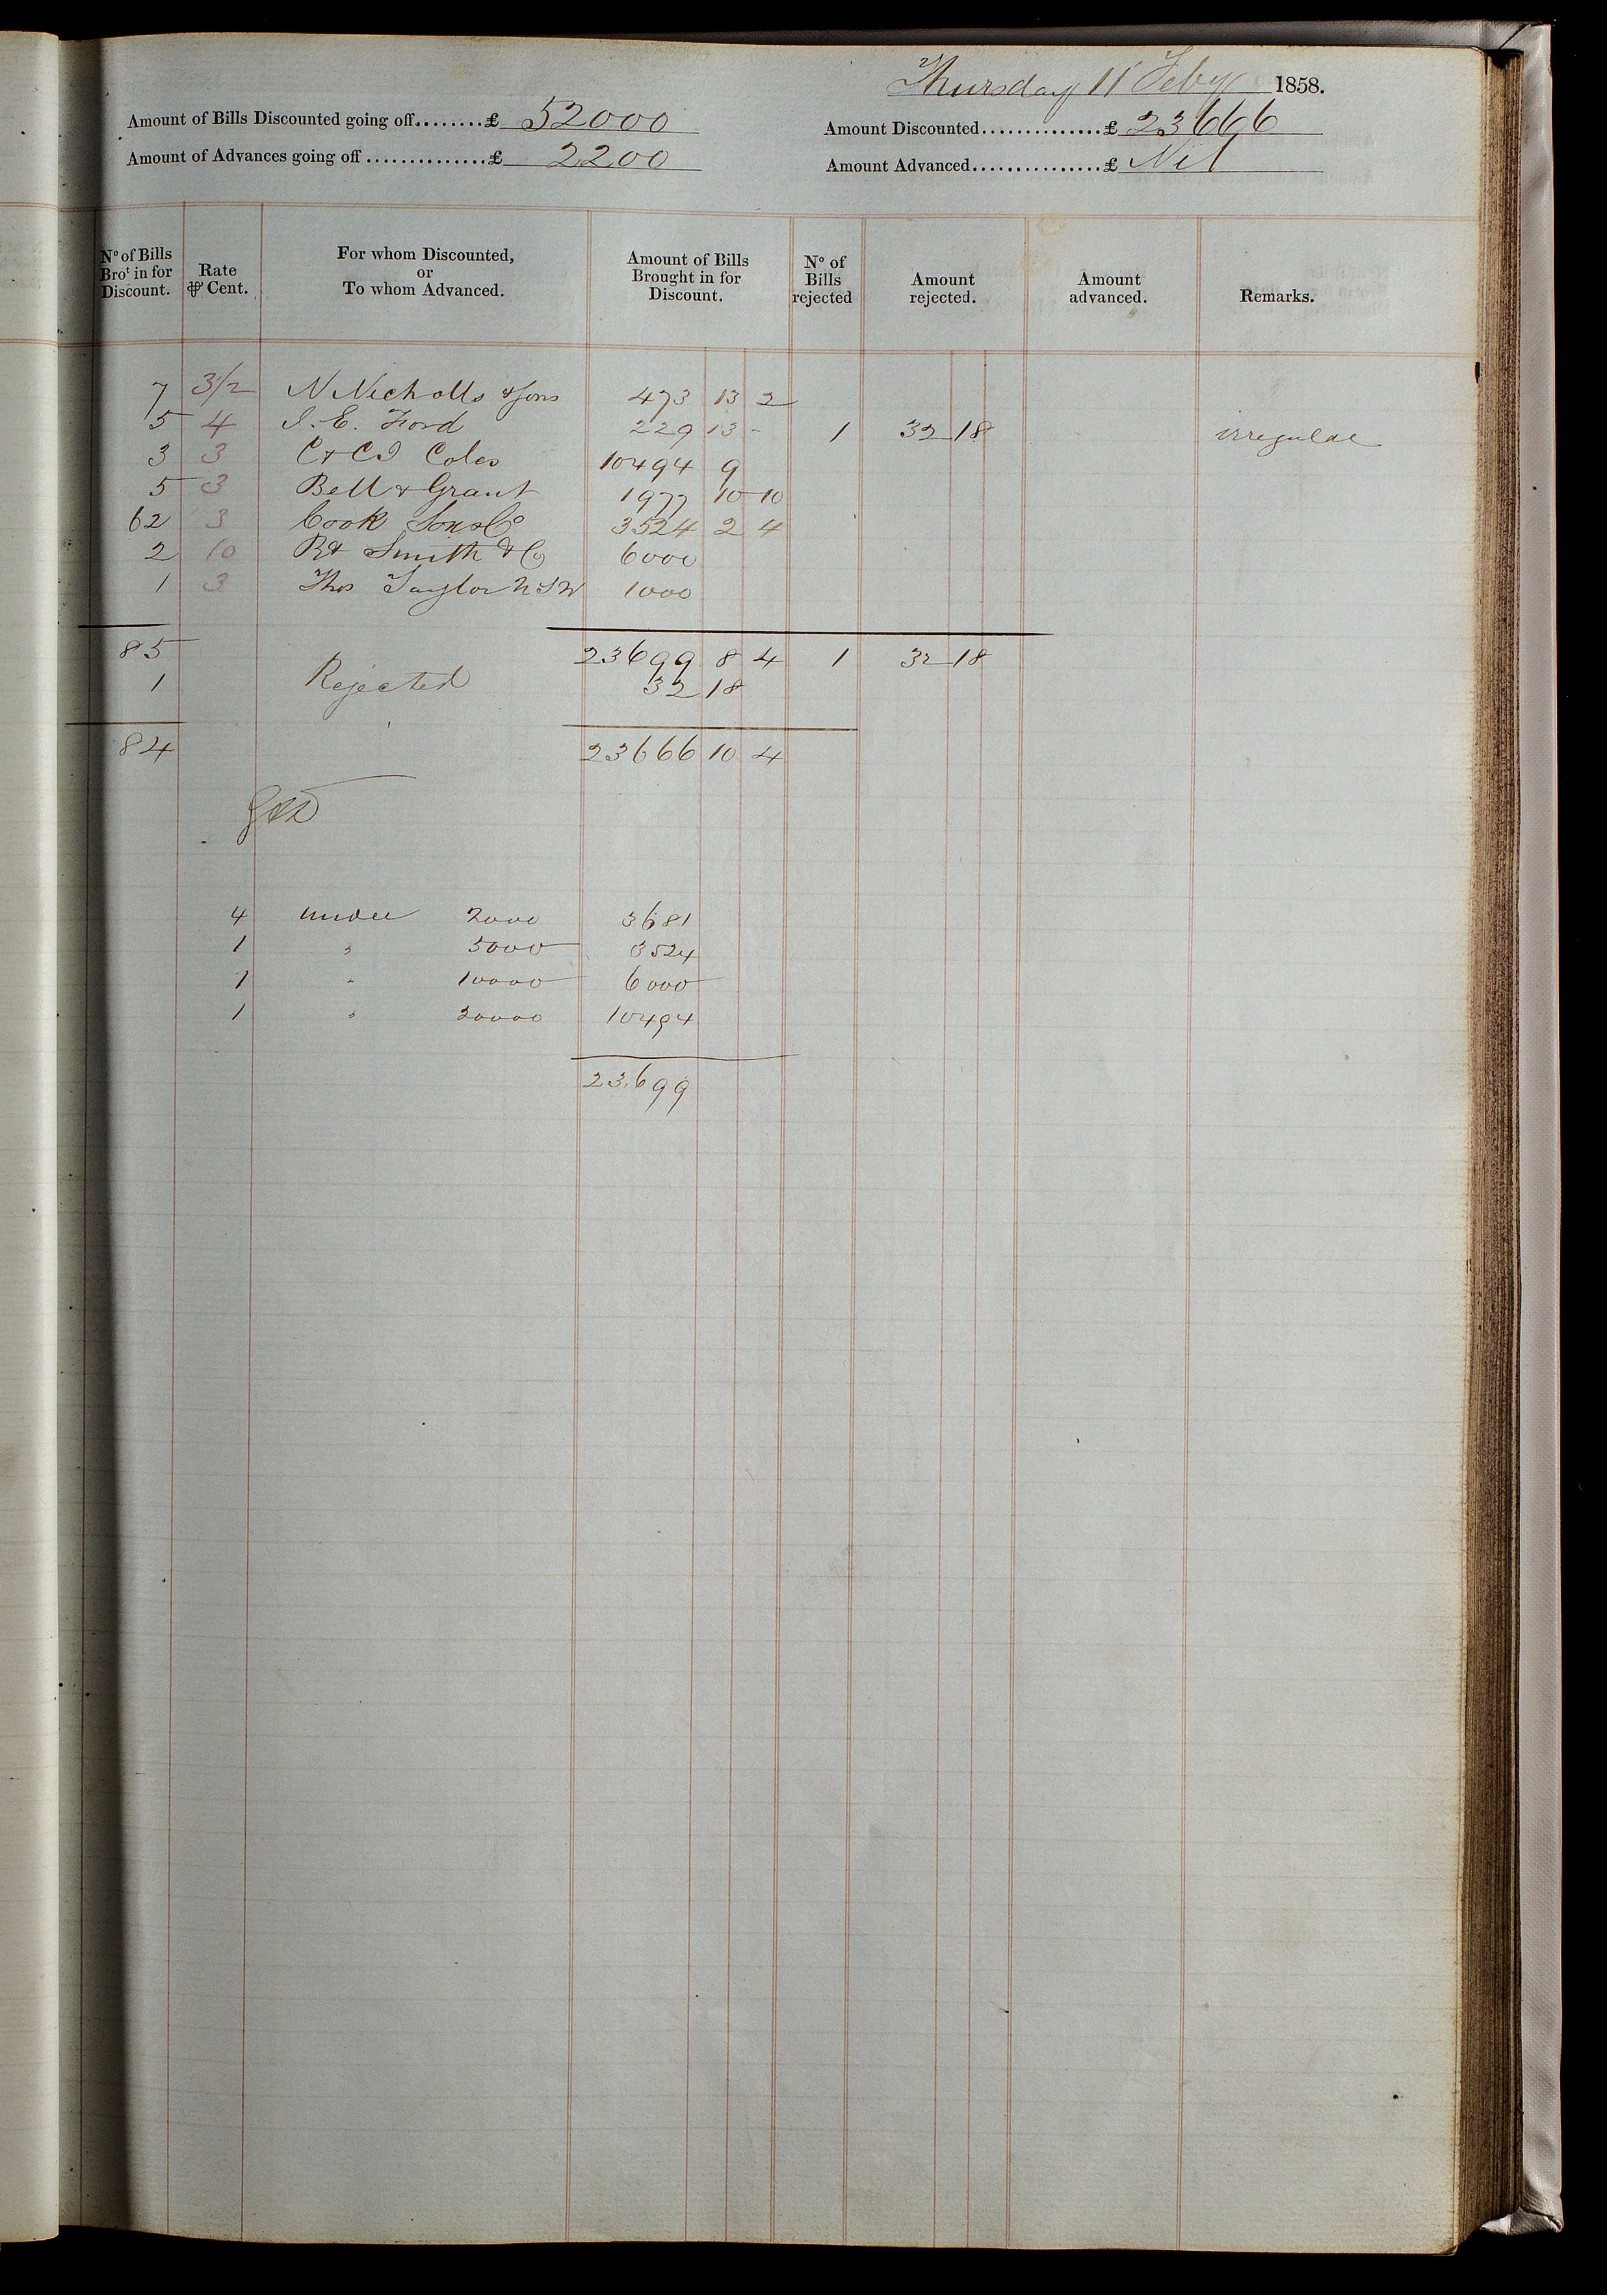 Thursday 11 Feby 1858.
Amount of Bills Discounted going off........£ 52000 Amount Discounted..............£ 23666
Amount of Advances going off...............£ 2200 Amount Advanced................£ Nil
No of Bills Brot in for Discount. Rate ⅌ Cent. For whom Discounted, or To whom Advanced. Amount of Bills Brought in for Discount. No of Bills rejected Amount rejected. Amount advanced. Remarks.
7 3½ N Nicholls & Sons 473 13 2
5 4 I. E. Ford 229 13 - 1 32 18 irregular
3 3 C & CJ Coles 10494 9
5 3 Bell & Grant 1977 10 10
62 3 Cook Sons & Co 3524 2 4
2 10 Smith & Co 6000
1 3 Thos Taylor 1000
85 23699 8 4 1 32 18
1 Rejected 32 18
84 23666 10 4
4 under 2000 3681
1 " 5000 3524
1 " 10000 6000
1 " 20000 10494
23.699